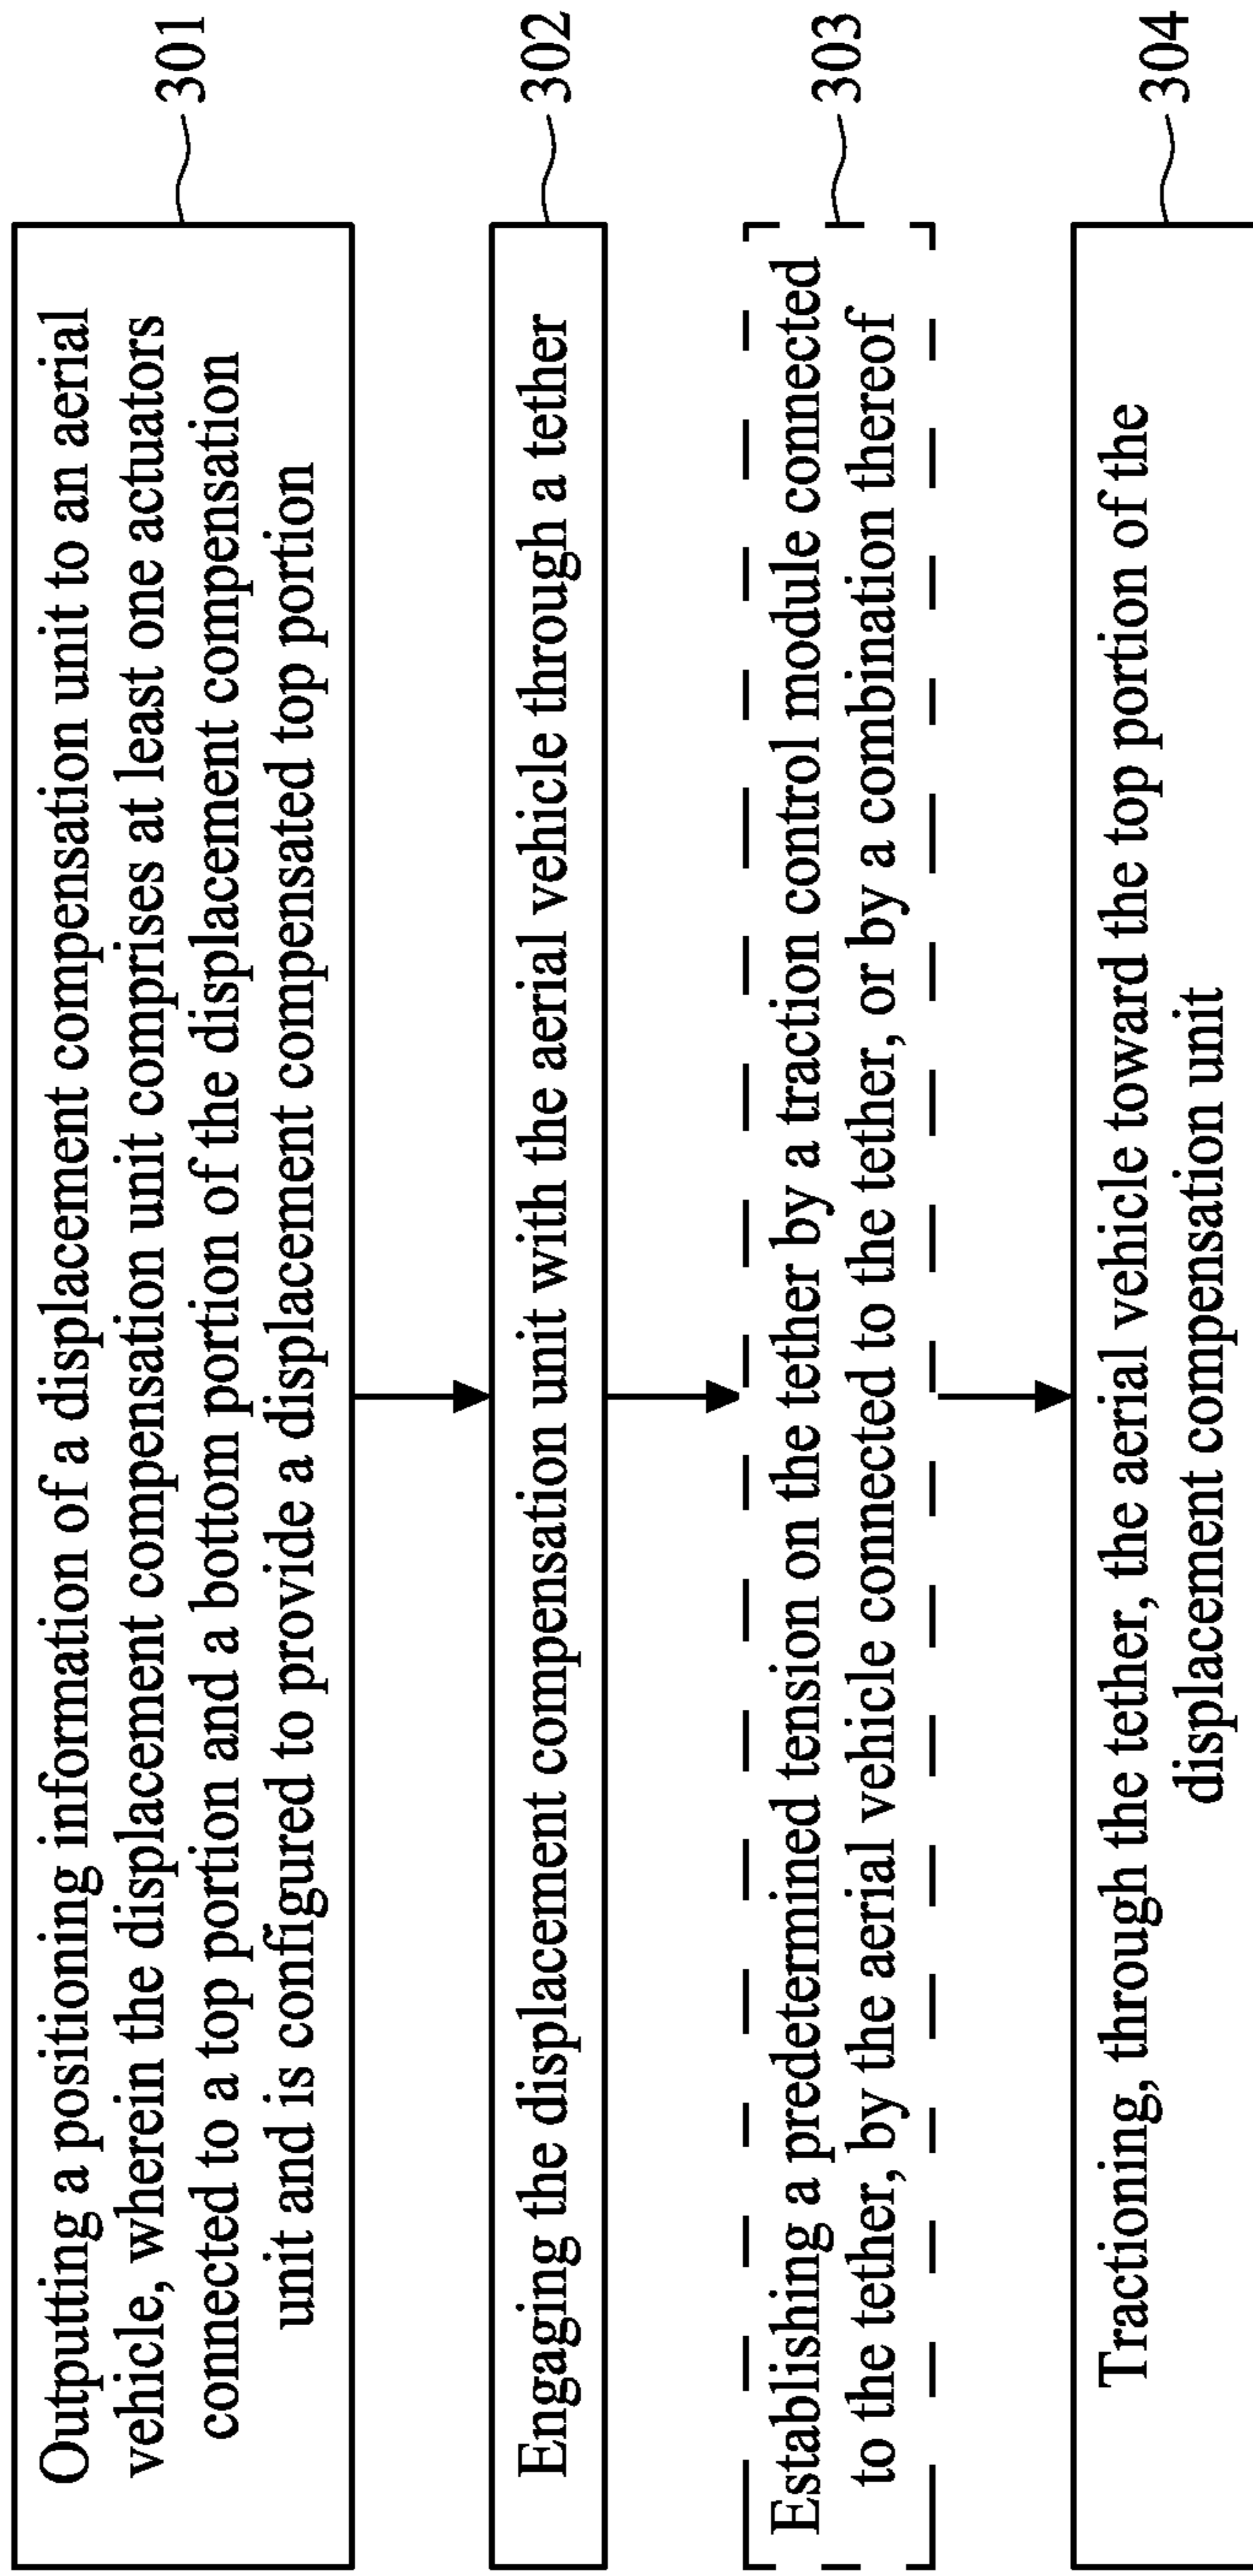 Outputting a positioning information of a displacement compensation unit to an aerial
vehicle, wherein the displacement compensation unit comprises at least one actuators
connected to a top portion and a bottom portion of the displacement compensation
unit and is configured to provide a displacement compensated top portion
301
Engaging the displacement compensation unit with the aerial vehicle through a tether
302
Establishing a predetermined tension on the tether by a traction control module connected
to the tether, by the aerial vehicle connected to the tether, or by a combination thereof
303
Tractioning, through the tether, the aerial vehicle toward the top portion of the
displacement compensation unit
304